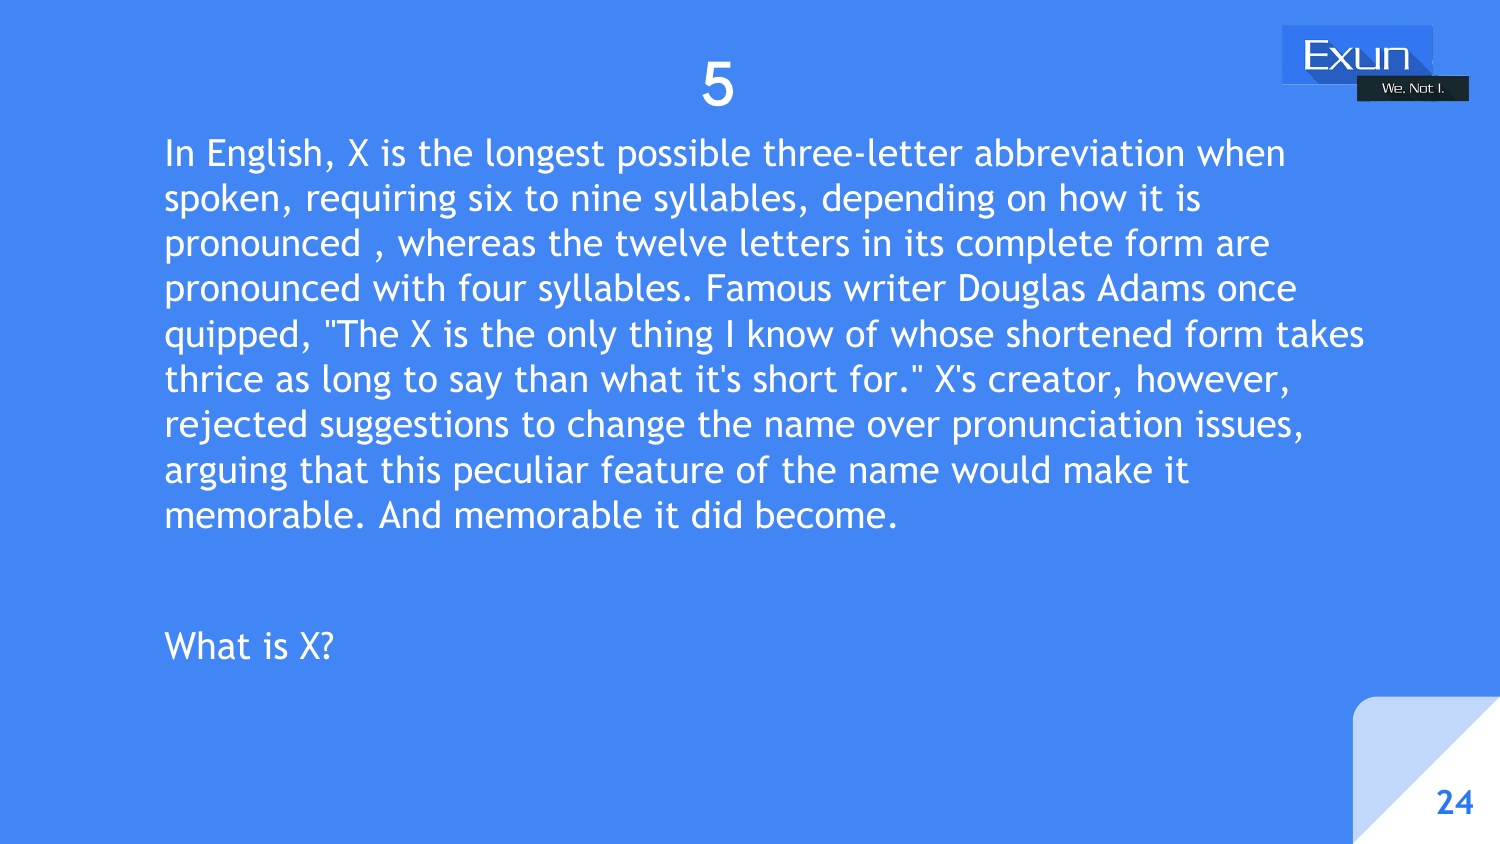 Exun
We, Not I.
5
In English, X is the longest possible three-letter abbreviation when
spoken, requiring six to nine syllables, depending on how it is
pronounced , whereas the twelve letters in its complete form are
pronounced with four syllables. Famous writer Douglas Adams once
quipped, "The X is the only thing I know of whose shortened form takes
thrice as long to say than what it's short for." X's creator, however,
rejected suggestions to change the name over pronunciation issues,
arguing that this peculiar feature of the name would make it
memorable. And memorable it did become.
What is X?
24